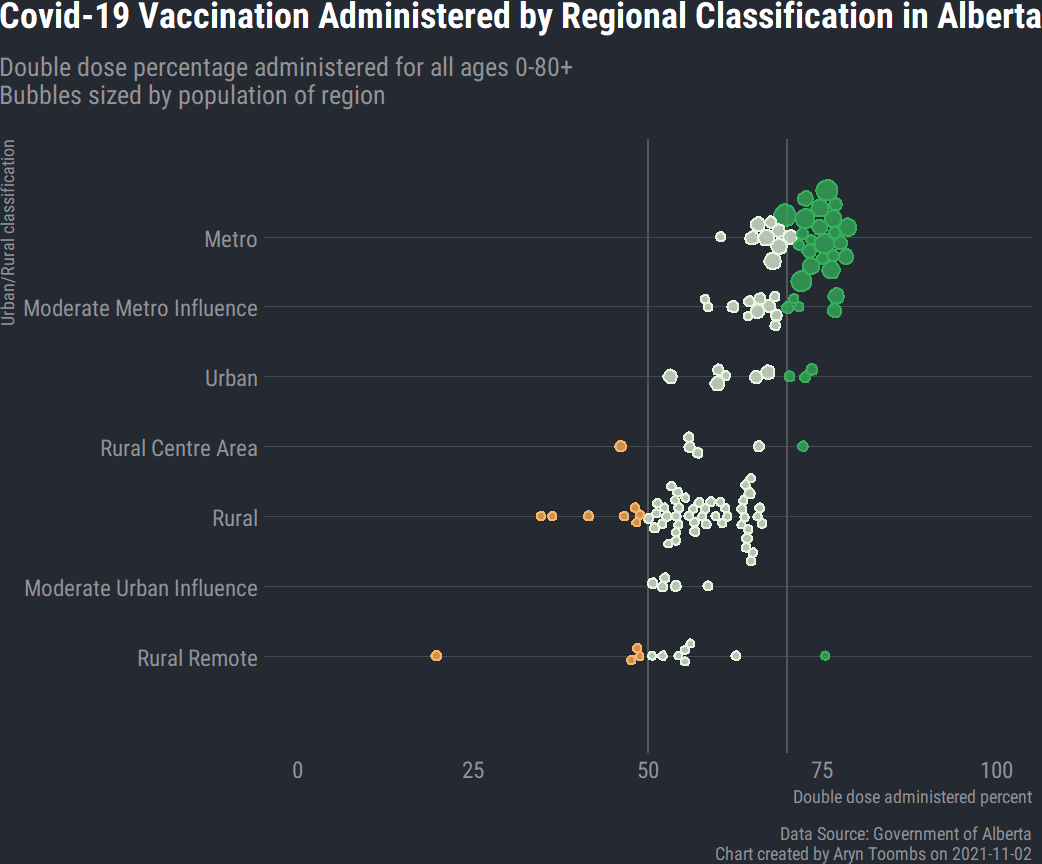 Covid-19 Vaccination Administered by Regional Classification in Alberta
Double dose percentage administered for all ages 0-80+
Bubbles sized by population of region
Urban/Rural classification
Metro
Moderate Metro Influence
Urban
Rural Centre Area
Rural
Moderate Urban Influence
Rural Remote
0 25 50 75 100
Double dose administered percent
Data Source: Government of Alberta
Chart created by Aryn Toombs on 2021-11-02